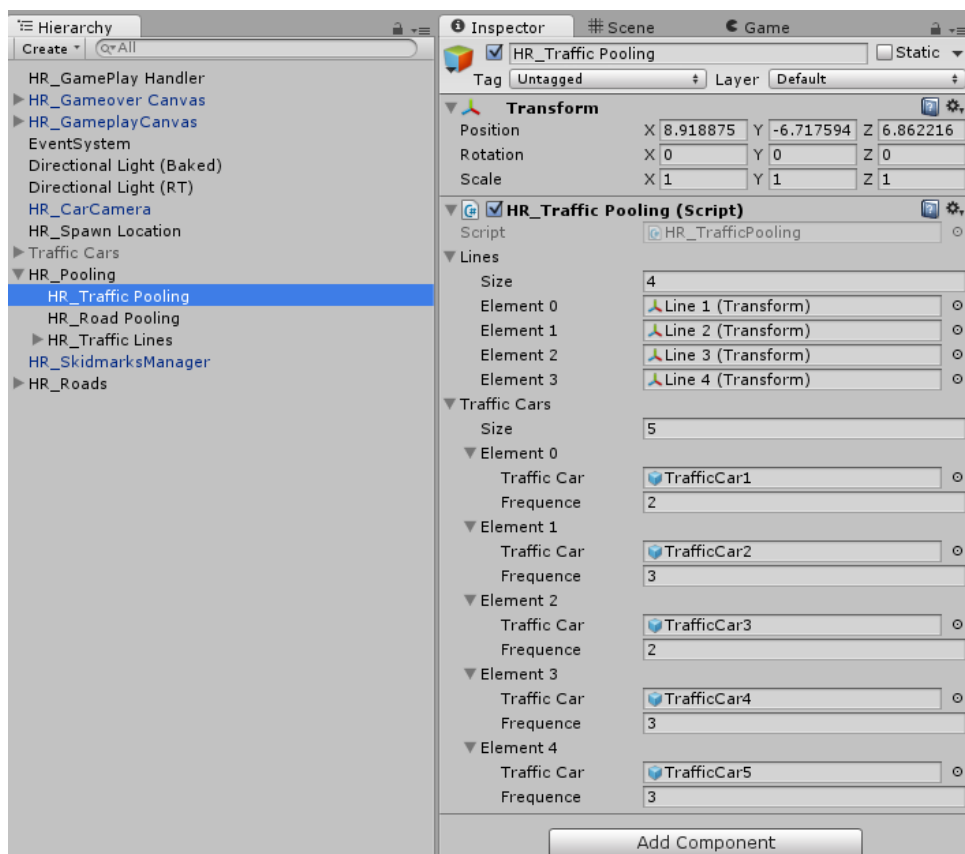 Hierarchy
Create
All
HR_GamePlay Handler
HR_Gameover Canvas
HR_GameplayCanvas
EventSystem
Directional Light (Baked)
Directional Light (RT)
HR_CarCamera
HR_Spawn Location
Traffic Cars
HR_Pooling
HR_Traffic Pooling
HR_Road Pooling
HR_Traffic Lines
HR_SkidmarksManager
HR_Roads
Inspector Scene Game
HR_Traffic Pooling Static
Tag Untagged Layer Default
Transform
Position X 8.918875 Y -6.717594 Z 6.862216
Rotation X 0 Y 0 Z 0
Scale X 1 Y 1 Z 1
HR_Traffic Pooling (Script)
Script HR_TrafficPooling
Lines
Size 4
Element 0 Line 1 (Transform)
Element 1 Line 2 (Transform)
Element 2 Line 3 (Transform)
Element 3 Line 4 (Transform)
Traffic Cars
Size 5
Element 0
Traffic Car TrafficCar1
Frequence 2
Element 1
Traffic Car TrafficCar2
Frequence 3
Element 2
Traffic Car TrafficCar3
Frequence 2
Element 3
Traffic Car TrafficCar4
Frequence 3
Element 4
Traffic Car TrafficCar5
Frequence 3
Add Component